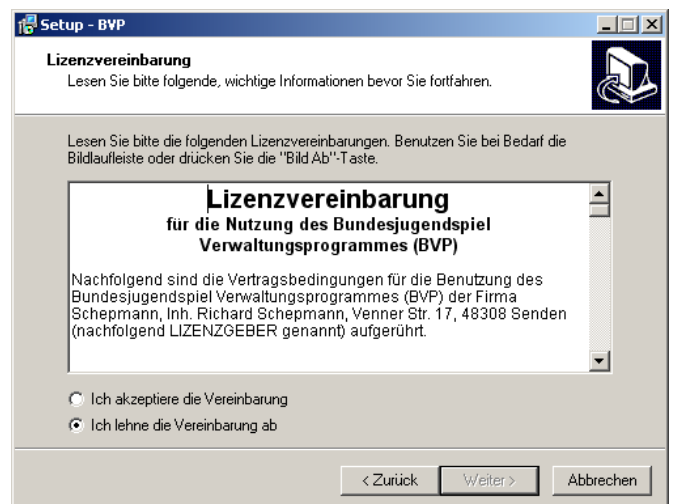 Setup - BVP
Lizenzvereinbarung
Lesen Sie bitte folgende, wichtige Informationen bevor Sie fortfahren.
Lesen Sie bitte die folgenden Lizenzvereinbarungen. Benutzen Sie bei Bedarf die
Bildlaufleiste oder drücken Sie die "Bild Ab"-Taste.
Lizenzvereinbarung
für die Nutzung des Bundesjugendspiel
Verwaltungsprogrammes (BVP)
Nachfolgend sind die Vertragsbedingungen für die Benutzung des
Bundesjugendspiel Verwaltungsprogrammes (BVP) der Firma
Schepmann, Inh. Richard Schepmann, Venner Str. 17, 48308 Senden
(nachfolgend LIZENZGEBER genannt) aufgerührt.
Ich akzeptiere die Vereinbarung
Ich lehne die Vereinbarung ab
< Zurück Weiter > Abbrechen